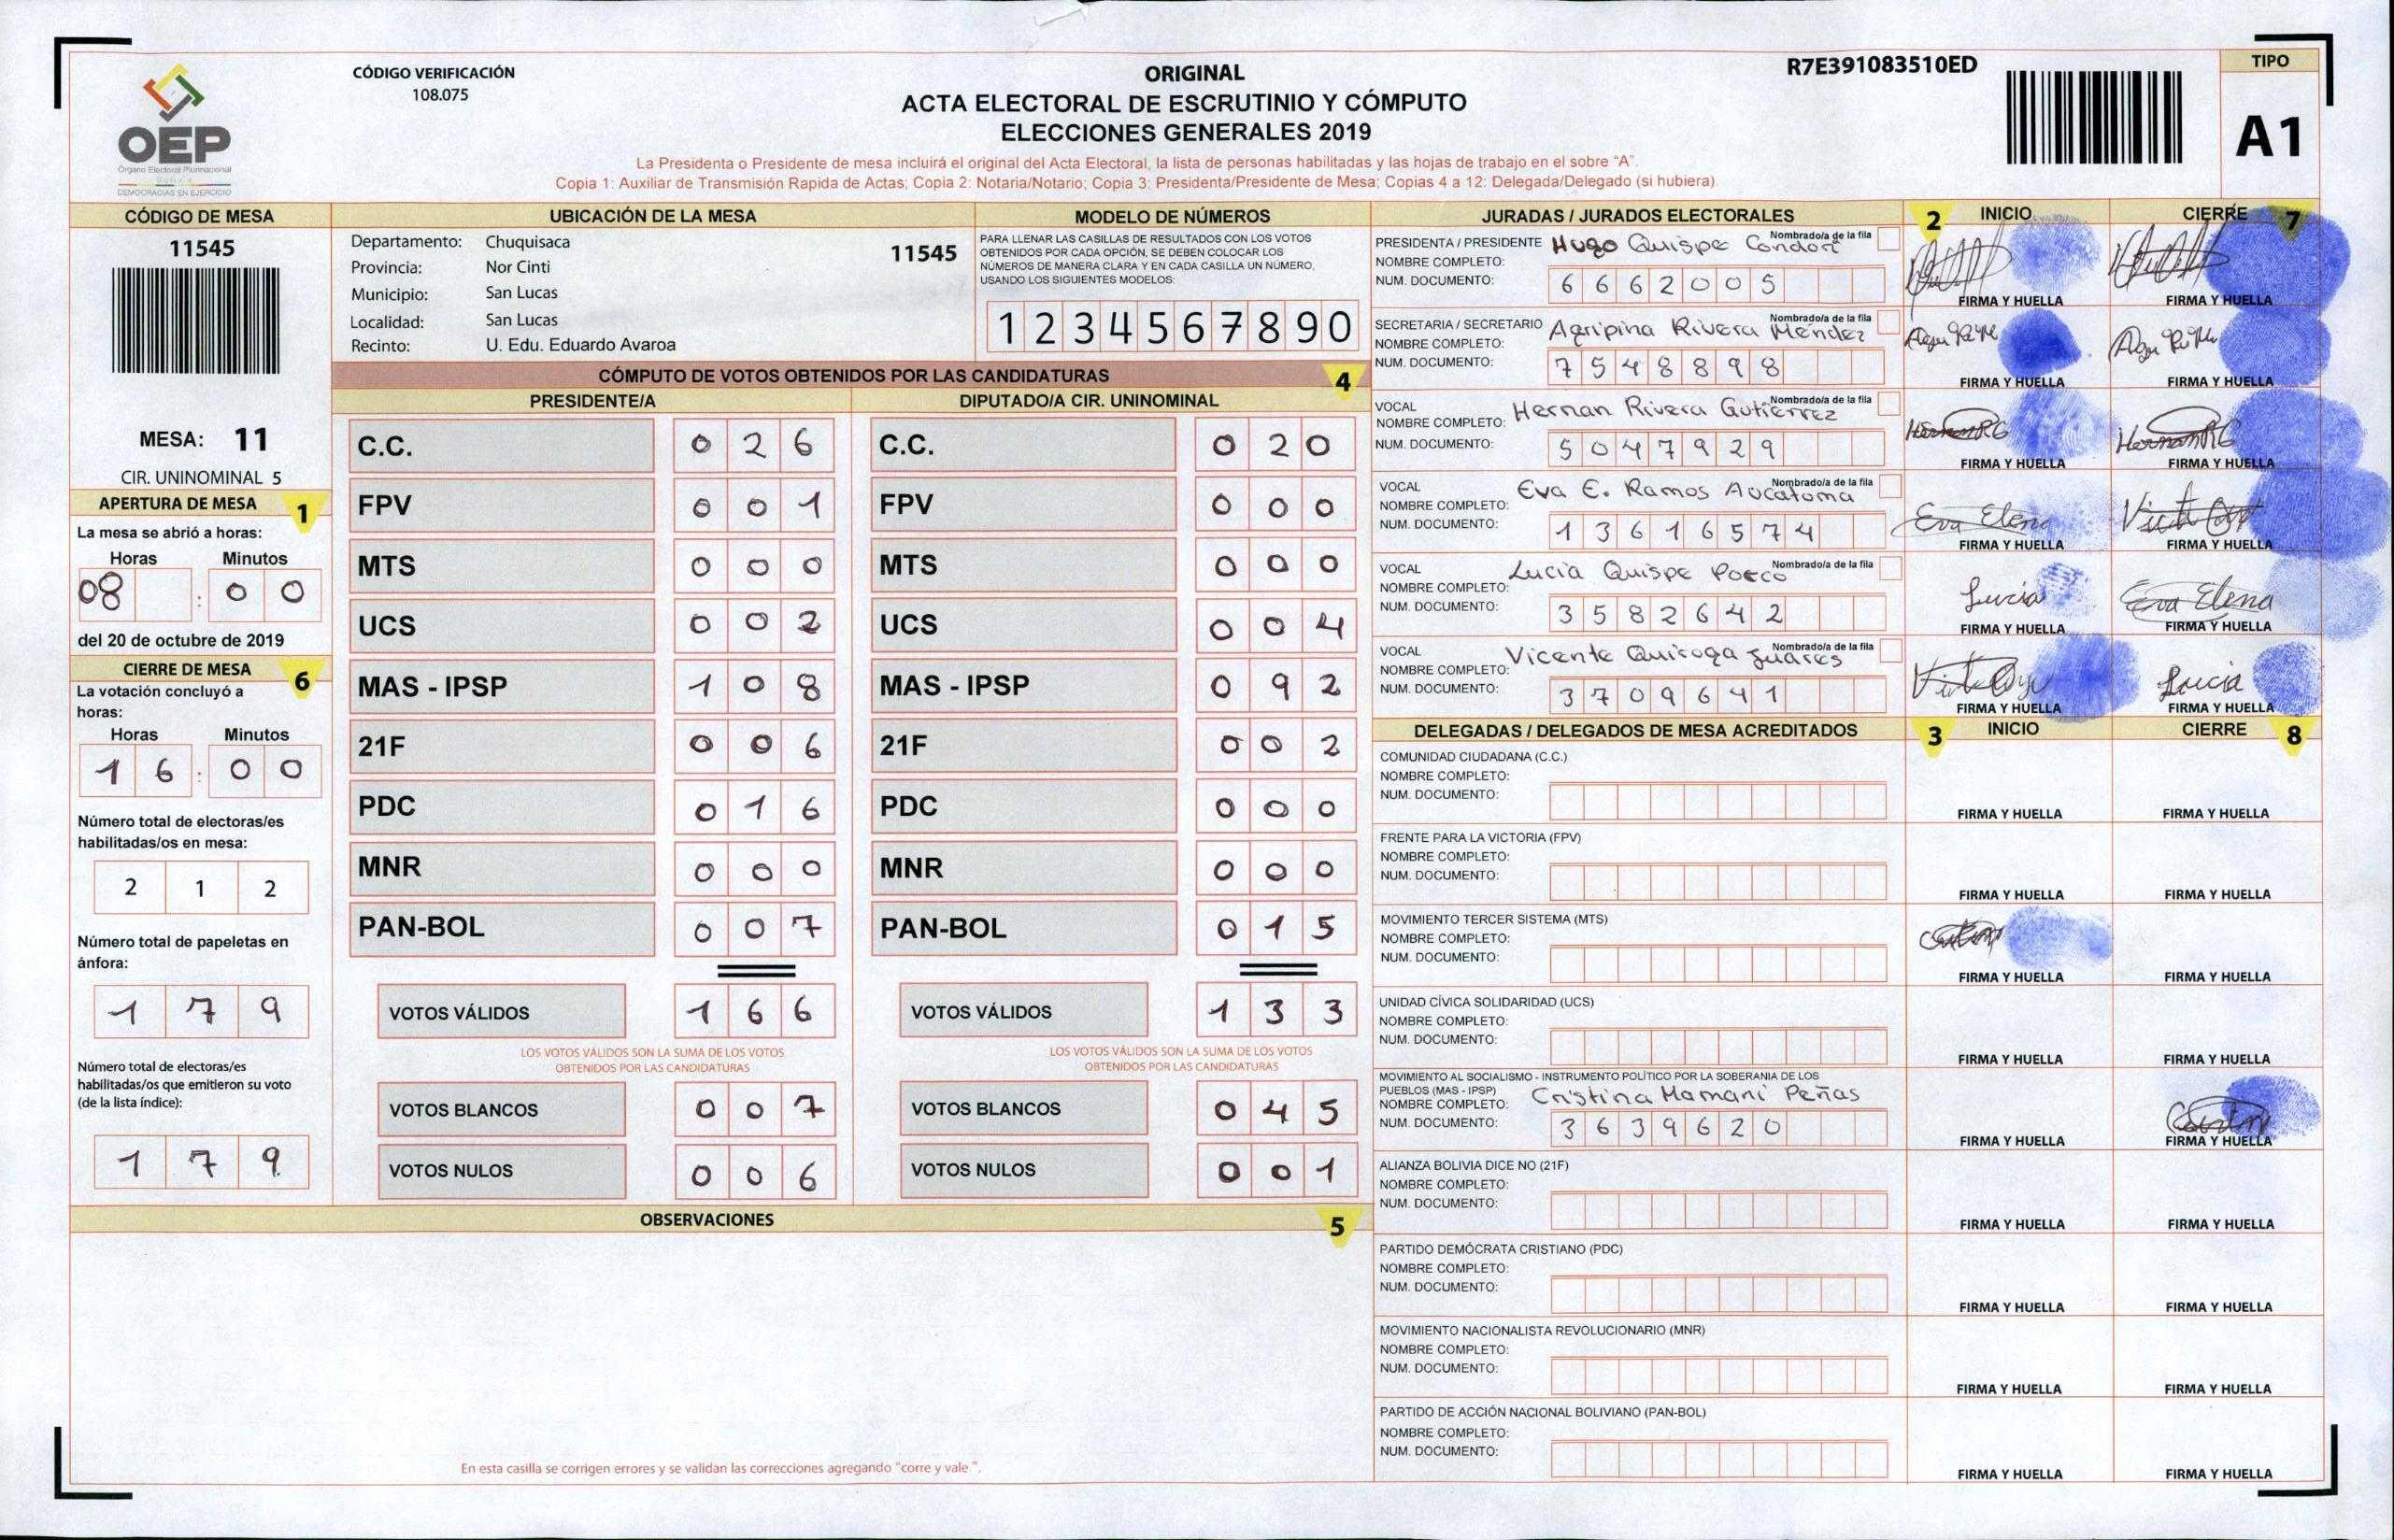 CÓDIGO VERIFICACIÓN
108.075
OEP
Órgano Electoral Plurinacional
DEMOCRACIAS EN EJERCICIO
ORIGINAL
ACTA ELECTORAL DE ESCRUTINIO Y CÓMPUTO
ELECCIONES GENERALES 2019
La Presidenta o Presidente de mesa incluirá el original del Acta Electoral, la lista de personas habilitadas y las hojas de trabajo en el sobre "A".
Copia 1: Auxiliar de Transmisión Rapida de Actas; Copia 2: Notaria/Notario; Copia 3: Presidenta/Presidente de Mesa; Copias 4 a 12: Delegada/Delegado (si hubiera).
R7E391083510ED
TIPO
A1
CÓDIGO DE MESA
11545
MESA: 11
CIR. UNINOMINAL 5
APERTURA DE MESA 1
La mesa se abrió a horas:
Horas Minutos
08 : 0 0
del 20 de octubre de 2019
CIERRE DE MESA 6
La votación concluyó a
horas:
Horas Minutos
1 6 : 0 0
Número total de electoras/es
habilitadas/os en mesa:
2 1 2
Número total de papeletas en
ánfora:
1 7 9
Número total de electoras/es
habilitadas/os que emitieron su voto
(de la lista índice):
1 7 9
UBICACIÓN DE LA MESA
Departamento: Chuquisaca 11545
Provincia: Nor Cinti
Municipio: San Lucas
Localidad: San Lucas
Recinto: U. Edu. Eduardo Avaroa
MODELO DE NÚMEROS
PARA LLENAR LAS CASILLAS DE RESULTADOS CON LOS VOTOS
OBTENIDOS POR CADA OPCIÓN, SE DEBEN COLOCAR LOS
NÚMEROS DE MANERA CLARA Y EN CADA CASILLA UN NÚMERO,
USANDO LOS SIGUIENTES MODELOS:
1 2 3 4 5 6 7 8 9 0
CÓMPUTO DE VOTOS OBTENIDOS POR LAS CANDIDATURAS 4
PRESIDENTE/A DIPUTADO/A CIR. UNINOMINAL
C.C. 0 2 6 C.C. 0 2 0
FPV 0 0 1 FPV 0 0 0
MTS 0 0 0 MTS 0 0 0
UCS 0 0 2 UCS 0 0 4
MAS - IPSP 1 0 8 MAS - IPSP 0 9 2
21F 0 0 6 21F 0 0 2
PDC 0 1 6 PDC 0 0 0
MNR 0 0 0 MNR 0 0 0
PAN-BOL 0 0 7 PAN-BOL 0 1 5
VOTOS VÁLIDOS 1 6 6 VOTOS VÁLIDOS 1 3 3
LOS VOTOS VÁLIDOS SON LA SUMA DE LOS VOTOS LOS VOTOS VÁLIDOS SON LA SUMA DE LOS VOTOS
OBTENIDOS POR LAS CANDIDATURAS OBTENIDOS POR LAS CANDIDATURAS
VOTOS BLANCOS 0 0 7 VOTOS BLANCOS 0 4 5
VOTOS NULOS 0 0 6 VOTOS NULOS 0 0 1
OBSERVACIONES 5
En esta casilla se corrigen errores y se validan las correcciones agregando "corre y vale ".
JURADAS / JURADOS ELECTORALES 2 INICIO CIERRE 7
PRESIDENTA / PRESIDENTE Hugo Quispe Condori Nombrado/a de la fila
NOMBRE COMPLETO:
NUM. DOCUMENTO: 6 6 6 2 0 0 5
FIRMA Y HUELLA FIRMA Y HUELLA
SECRETARIA / SECRETARIO Agripina Rivera Méndez Nombrado/a de la fila
NOMBRE COMPLETO:
NUM. DOCUMENTO: 7 5 4 8 8 9 8
FIRMA Y HUELLA FIRMA Y HUELLA
VOCAL Nombrado/a de la fila
NOMBRE COMPLETO: Hernan Rivera Gutierrez
NUM. DOCUMENTO: 5 0 4 7 9 2 9
HernanRG HernanRG
FIRMA Y HUELLA FIRMA Y HUELLA
VOCAL Eva E. Ramos Aucatoma Nombrado/a de la fila
NOMBRE COMPLETO:
NUM. DOCUMENTO: 1 3 6 1 6 5 7 4
Eva Elena
FIRMA Y HUELLA FIRMA Y HUELLA
VOCAL Lucia Quispe Porco Nombrado/a de la fila
NOMBRE COMPLETO:
NUM. DOCUMENTO: 3 5 8 2 6 4 2
Lucia Eva Elena
FIRMA Y HUELLA FIRMA Y HUELLA
VOCAL Vicente Quiroga Juares Nombrado/a de la fila
NOMBRE COMPLETO:
NUM. DOCUMENTO: 3 7 0 9 6 4 1
Lucia
FIRMA Y HUELLA FIRMA Y HUELLA
DELEGADAS / DELEGADOS DE MESA ACREDITADOS 3 INICIO CIERRE 8
COMUNIDAD CIUDADANA (C.C.)
NOMBRE COMPLETO:
NUM. DOCUMENTO:
FIRMA Y HUELLA FIRMA Y HUELLA
FRENTE PARA LA VICTORIA (FPV)
NOMBRE COMPLETO:
NUM. DOCUMENTO:
FIRMA Y HUELLA FIRMA Y HUELLA
MOVIMIENTO TERCER SISTEMA (MTS)
NOMBRE COMPLETO:
NUM. DOCUMENTO:
FIRMA Y HUELLA FIRMA Y HUELLA
UNIDAD CÍVICA SOLIDARIDAD (UCS)
NOMBRE COMPLETO:
NUM. DOCUMENTO:
FIRMA Y HUELLA FIRMA Y HUELLA
MOVIMIENTO AL SOCIALISMO - INSTRUMENTO POLÍTICO POR LA SOBERANIA DE LOS
PUEBLOS (MAS - IPSP)
NOMBRE COMPLETO: Cristina Mamani Peñas
NUM. DOCUMENTO: 3 6 3 9 6 2 0
FIRMA Y HUELLA FIRMA Y HUELLA
ALIANZA BOLIVIA DICE NO (21F)
NOMBRE COMPLETO:
NUM. DOCUMENTO:
FIRMA Y HUELLA FIRMA Y HUELLA
PARTIDO DEMÓCRATA CRISTIANO (PDC)
NOMBRE COMPLETO:
NUM. DOCUMENTO:
FIRMA Y HUELLA FIRMA Y HUELLA
MOVIMIENTO NACIONALISTA REVOLUCIONARIO (MNR)
NOMBRE COMPLETO:
NUM. DOCUMENTO:
FIRMA Y HUELLA FIRMA Y HUELLA
PARTIDO DE ACCIÓN NACIONAL BOLIVIANO (PAN-BOL)
NOMBRE COMPLETO:
NUM. DOCUMENTO:
FIRMA Y HUELLA FIRMA Y HUELLA